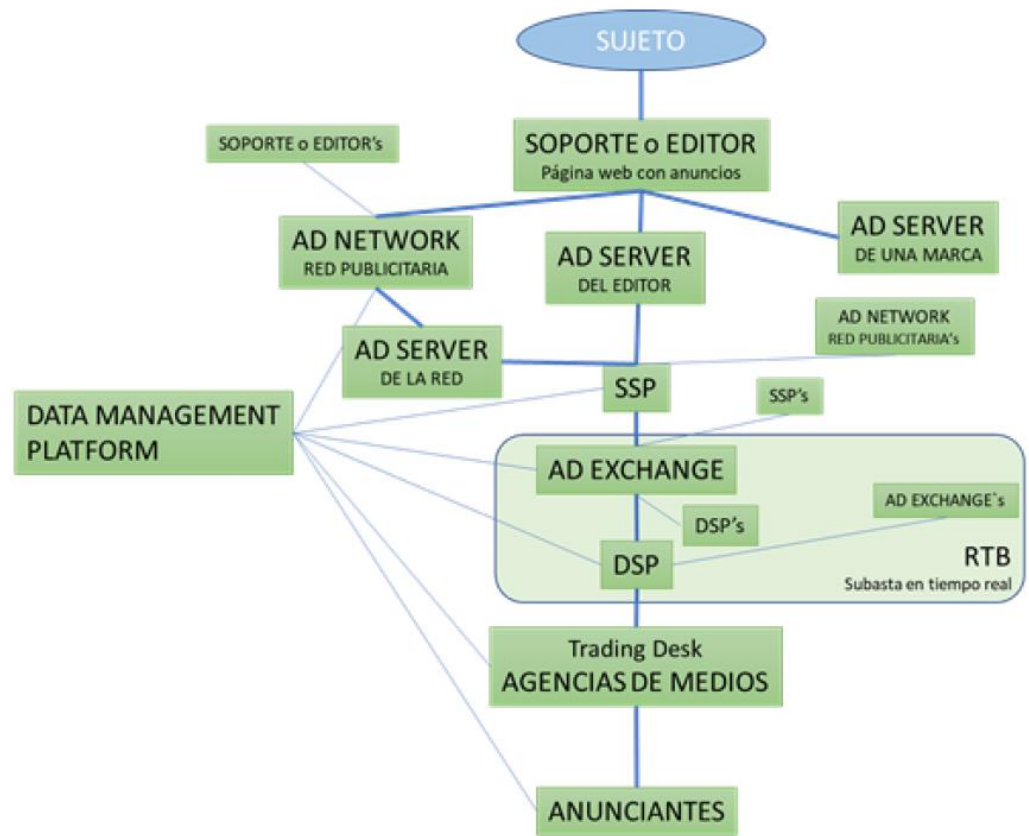 SUJETO
SOPORTE o EDITOR's
SOPORTE o EDITOR
Página web con anuncios
AD NETWORK
RED PUBLICITARIA
AD SERVER
DEL EDITOR
AD SERVER
DE UNA MARCA
AD NETWORK
RED PUBLICITARIA's
AD SERVER
DE LA RED
SSP
SSP's
DATA MANAGEMENT
PLATFORM
AD EXCHANGE
AD EXCHANGE`s
DSP's
DSP
RTB
Subasta en tiempo real
Trading Desk
AGENCIAS DE MEDIOS
ANUNCIANTES